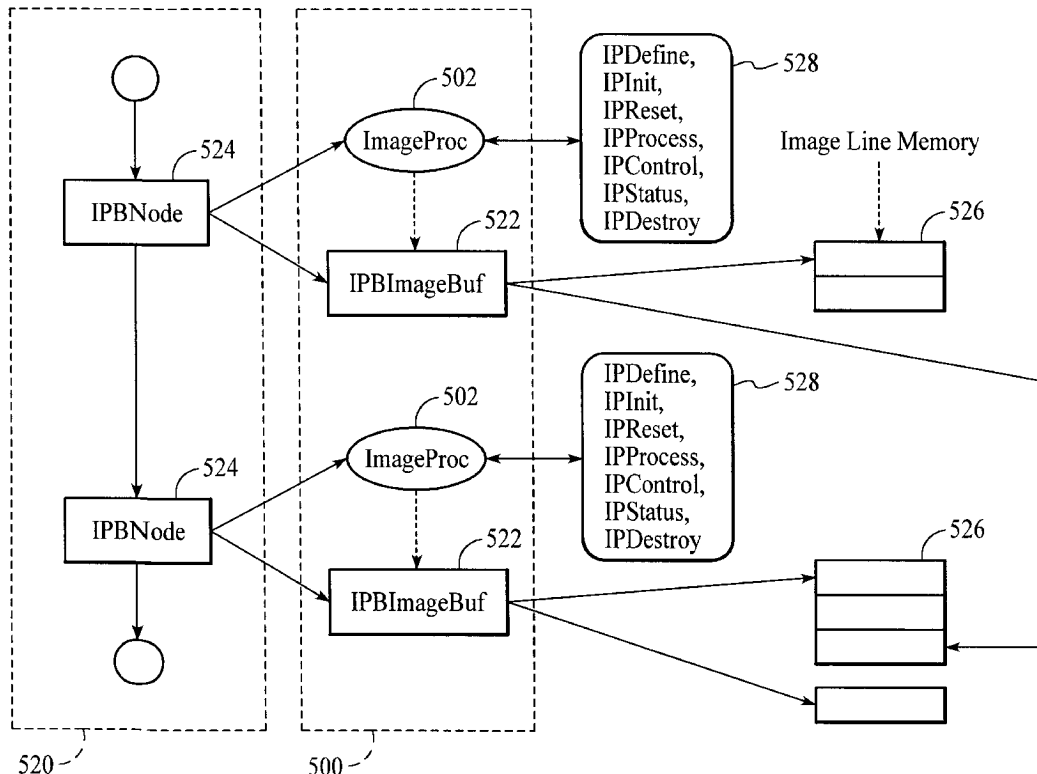 502
IPDefine,
IPInit,
IPReset,
IPProcess,
IPControl,
IPStatus,
IPDestroy
528
524
ImageProc
Image Line Memory
IPBNode
522
526
IPBImageBuf
502
IPDefine,
IPInit,
IPReset,
IPProcess,
IPControl,
IPStatus,
IPDestroy
528
524
ImageProc
IPBNode
522
526
IPBImageBuf
520
500